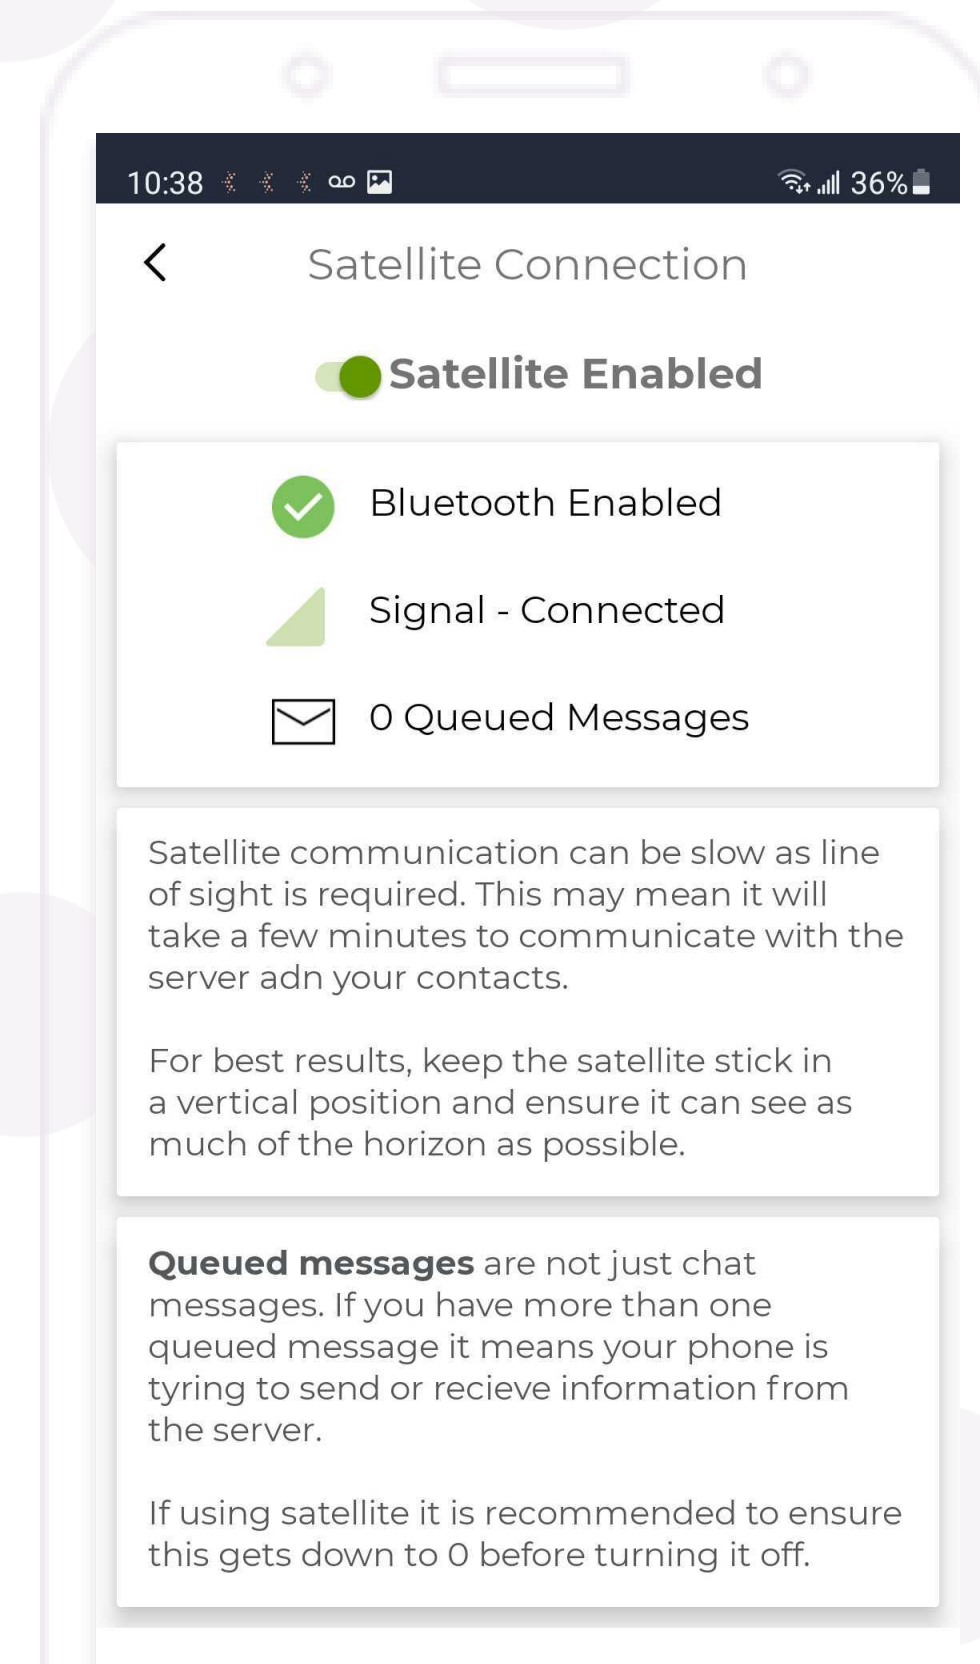 10:38
36%
Satellite Connection
Satellite Enabled
Bluetooth Enabled
Signal - Connected
0 Queued Messages
Satellite communication can be slow as line
of sight is required. This may mean it will
take a few minutes to communicate with the
server adn your contacts.
For best results, keep the satellite stick in
a vertical position and ensure it can see as
much of the horizon as possible.
Queued messages are not just chat
messages. If you have more than one
queued message it means your phone is
tyring to send or recieve information from
the server.
If using satellite it is recommended to ensure
this gets down to 0 before turning it off.